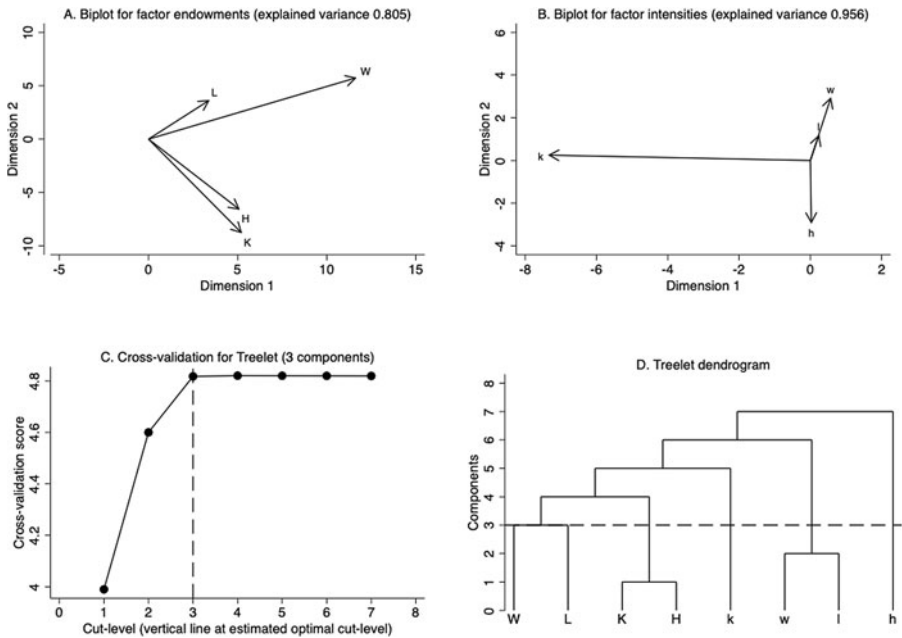 A. Biplot for factor endowments (explained variance 0.805)
10
5
0
-5
-10
Dimension 2
W
L
H
K
-5
0
5
10
15
Dimension 1
B. Biplot for factor intensities (explained variance 0.956)
6
4
2
0
-2
-4
Dimension 2
w
l
k
h
-8
-6
-4
-2
0
2
Dimension 1
C. Cross-validation for Treelet (3 components)
4.8
4.6
4.4
4.2
4
Cross-validation score
0
1
2
3
4
5
6
7
8
Cut-level (vertical line at estimated optimal cut-level)
D. Treelet dendrogram
8
7
6
5
4
3
2
1
0
Components
W
L
K
H
k
w
l
h